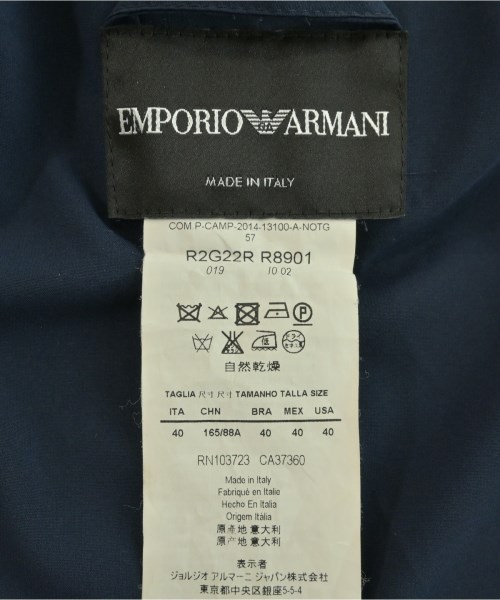 EMPORIO ARMANI
MADE IN ITALY
COM.P-CAMP-2014-13100-A-NOTG
57
R2G22R R8901
019 I0 02
自然乾燥
TAGLIA 尺寸 尺寸 TAMANHO TALLA SIZE
ITA CHN BRA MEX USA
40 165/88A 40 40 40
RN103723 CA37360
Made in Italy
Fabriqué en Italie
Hecho En Italia
Origem Itália
原產地 意大利
原产地 意大利
表示者
ジョルジオ アルマーニ ジャパン株式会社
東京都中央区銀座5-5-4